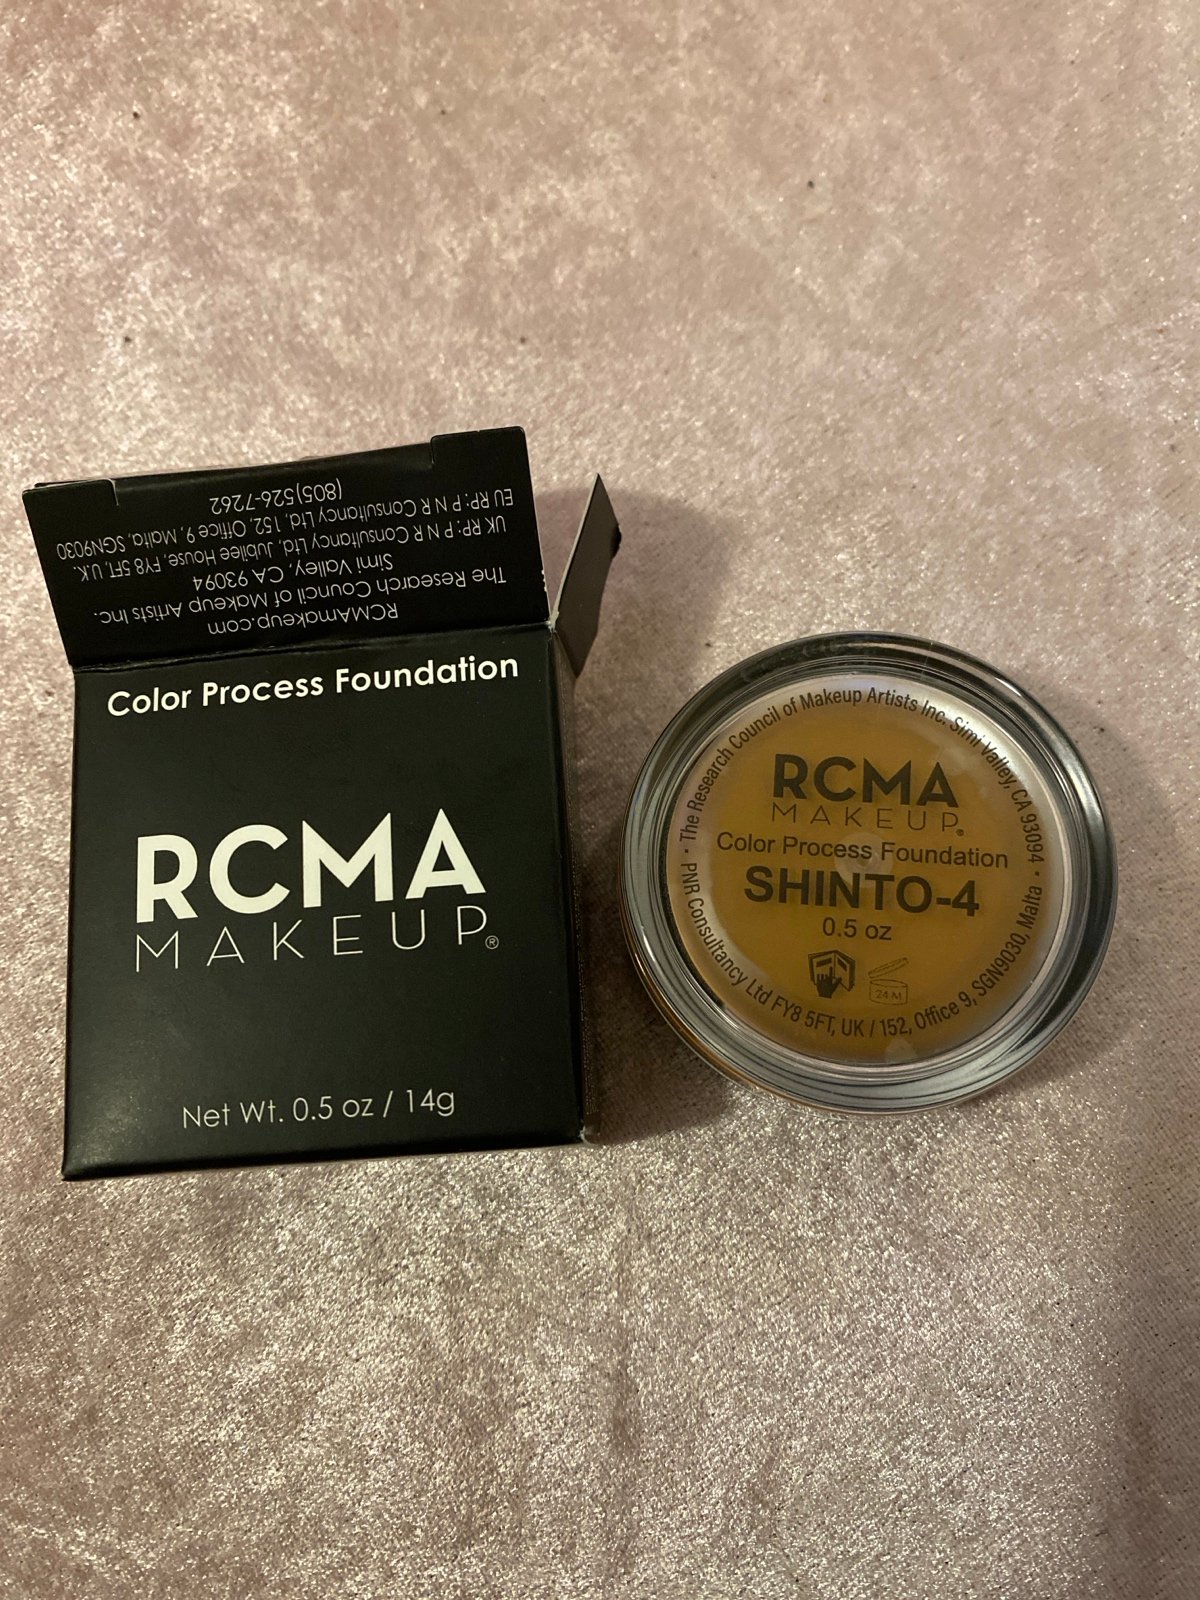 RCMAmakeup.com
The Research Council of Makeup Artists Inc.
Simi Valley, CA 93094
UK RP: P N R Consultancy Ltd, Jubilee House, FY8 5FT, U.K.
EU RP: P N R Consultancy Ltd, 152, Office 9, Malta, SGN9030
(805)526-7262
Color Process Foundation
RCMA
MAKEUP®
Net Wt. 0.5 oz / 14g
· The Research Council of Makeup Artists Inc. Simi Valley, CA 93094 ·
RCMA
MAKEUP®
Color Process Foundation
SHINTO-4
0.5 oz
24 M
PNR Consultancy Ltd FY8 5FT, UK / 152, Office 9, SGN9030, Malta